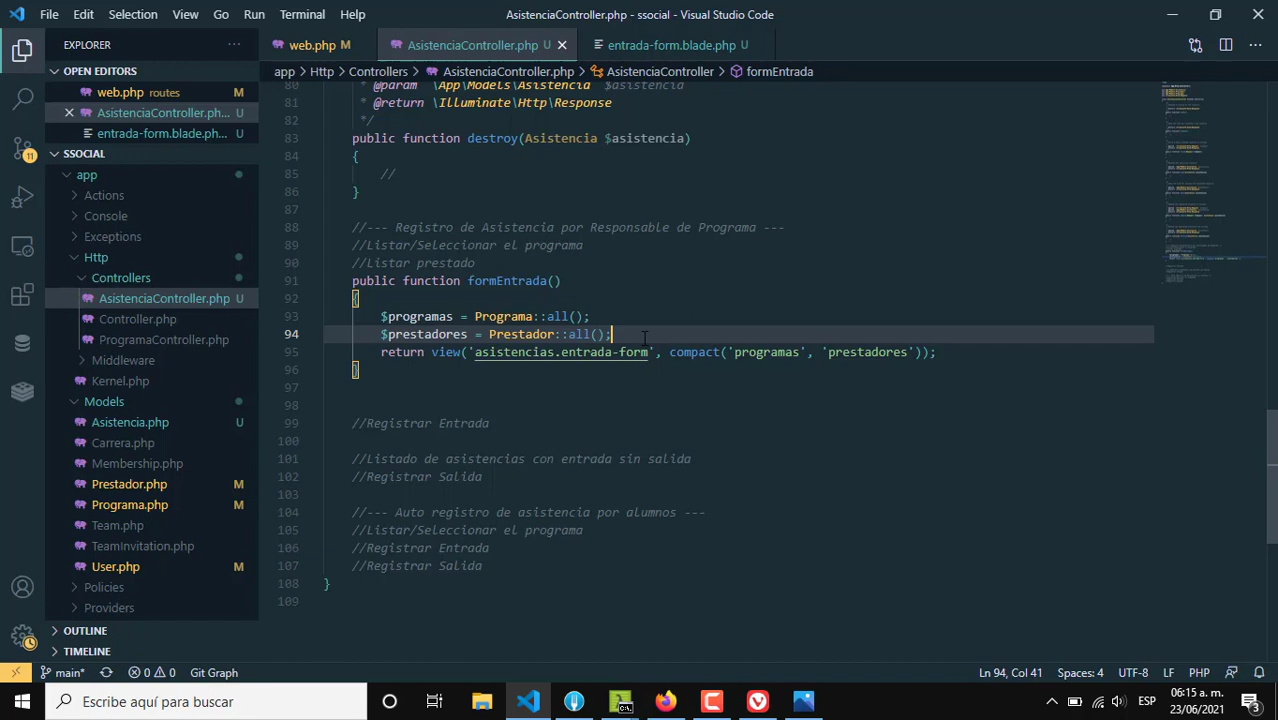 File Edit Selection View Go Run Terminal Help AsistenciaController.php - ssocial - Visual Studio Code
EXPLORER ··· web.php M AsistenciaController.php U entrada-form.blade.php U
OPEN EDITORS
app > Http > Controllers > AsistenciaController.php > AsistenciaController > formEntrada
web.php routes M
AsistenciaController.ph... U
entrada-form.blade.ph... U
SSOCIAL
app
Actions
Console
Exceptions
Http
Controllers
AsistenciaController.php U
Controller.php
ProgramaController.php
Middleware
Kernel.php
Models
Asistencia.php U
Carrera.php
Membership.php
Prestador.php M
Programa.php M
Team.php
TeamInvitation.php
User.php M
Policies
Providers
OUTLINE
TIMELINE
11
80 * @param \App\Models\Asistencia $asistencia
81 * @return \Illuminate\Http\Response
82 */
83 public function destroy(Asistencia $asistencia)
84 {
85 //
86 }
87
88 //--- Registro de Asistencia por Responsable de Programa ---
89 //Listar/Seleccionar el programa
90 //Listar prestado
91 public function formEntrada()
92 {
93 $programas = Programa::all();
94 $prestadores = Prestador::all();
95 return view('asistencias.entrada-form', compact('programas', 'prestadores'));
96 }
97
98
99 //Registrar Entrada
100
101 //Listado de asistencias con entrada sin salida
102 //Registrar Salida
103
104 //--- Auto registro de asistencia por alumnos ---
105 //Listar/Seleccionar el programa
106 //Registrar Entrada
107 //Registrar Salida
108 }
109
main* 0 0 Git Graph Ln 94, Col 41 Spaces: 4 UTF-8 LF PHP
Escribe aquí para buscar ESP 06:15 a. m.
23/06/2021 3